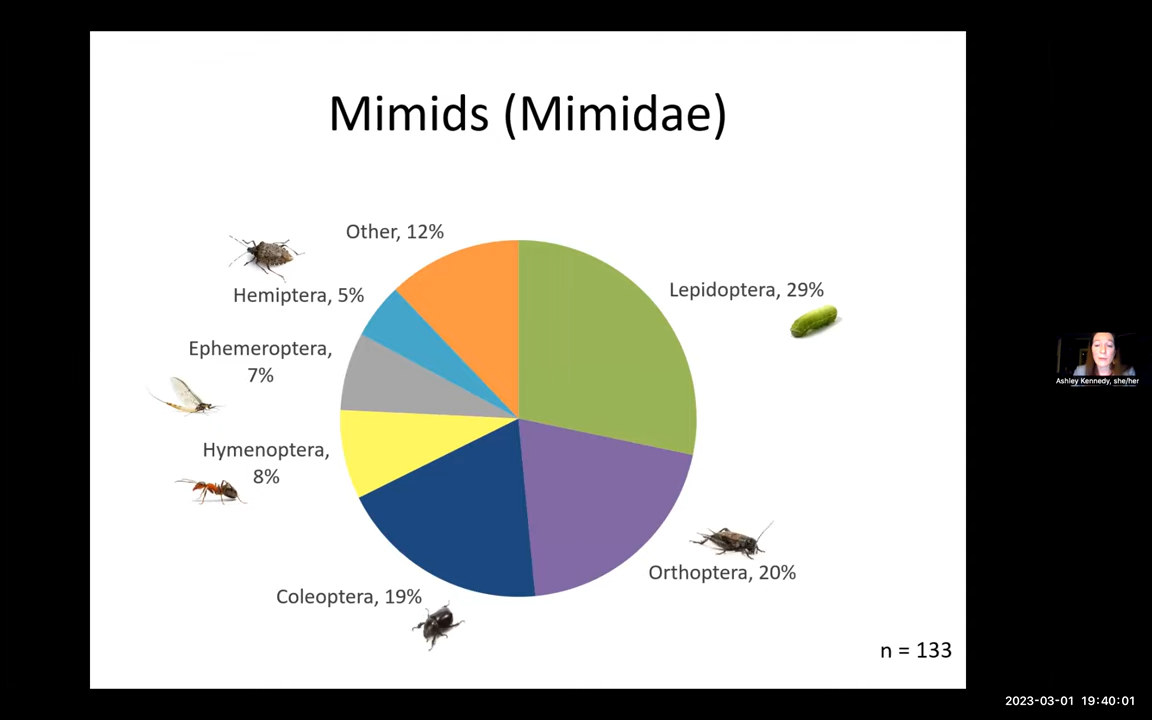 Mimids (Mimidae)
Other, 12%
Lepidoptera, 29%
Hemiptera, 5%
Ephemeroptera,
7%
Hymenoptera,
8%
Orthoptera, 20%
Coleoptera, 19%
n = 133
Ashley Kennedy, she/her
2023-03-01 19:40:01